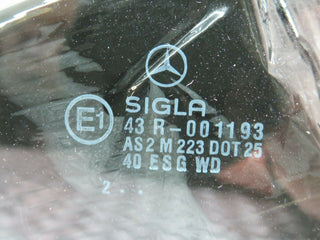 SIGLA
E1
43 R-001193
AS2 M 223 DOT 25
40 ESG WD
2...